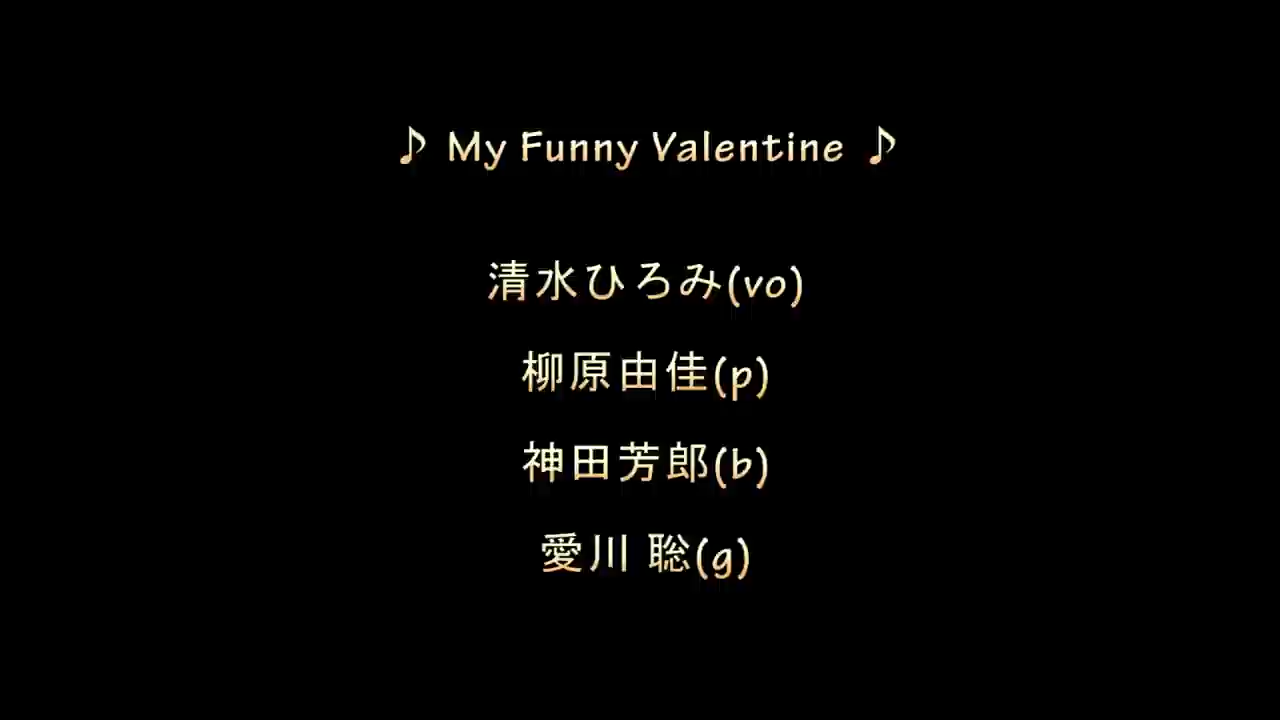 ♪ My Funny Valentine ♪
清水ひろみ(vo)
柳原由佳(p)
神田芳郎(b)
愛川 聡(g)